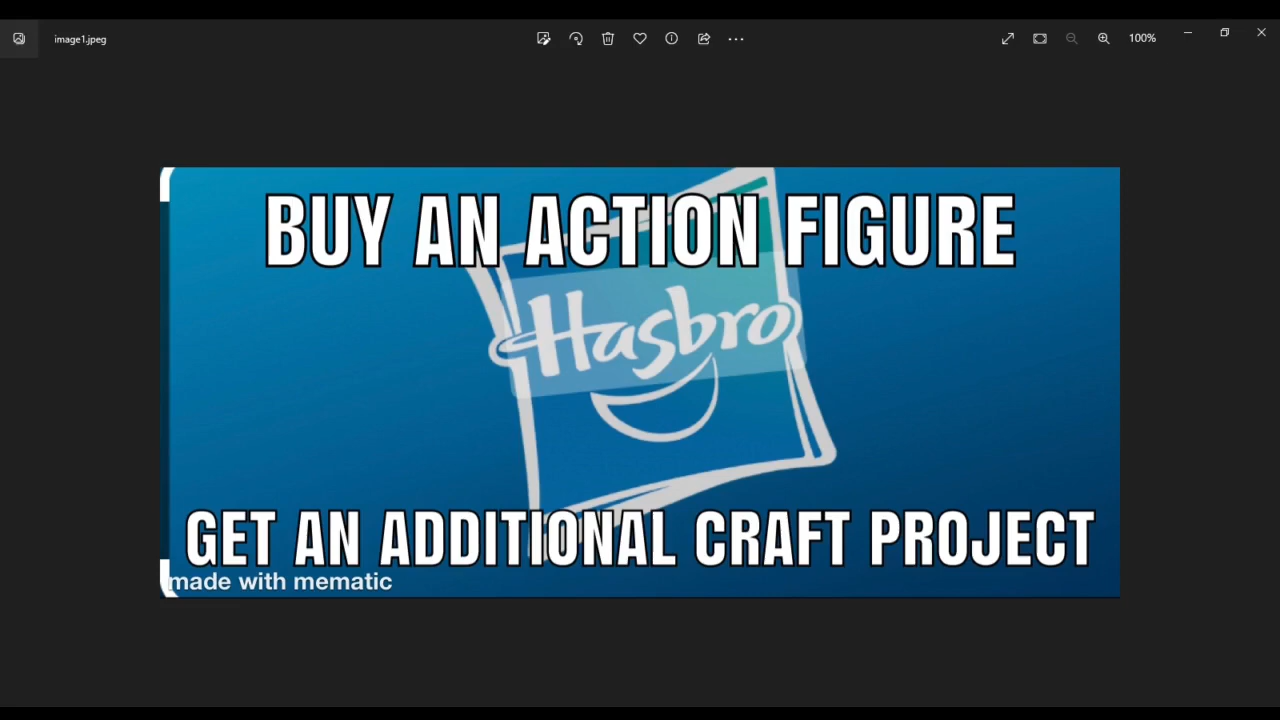 image1.jpeg
100%
BUY AN ACTION FIGURE
Hasbro
GET AN ADDITIONAL CRAFT PROJECT
made with mematic